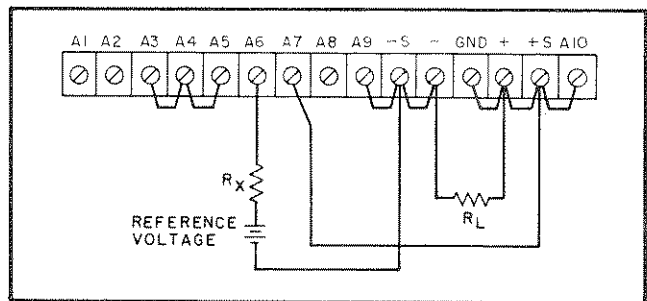 A1 A2 A3 A4 A5 A6 A7 A8 A9 -S - GND + +S A10
RX
REFERENCE
VOLTAGE
RL